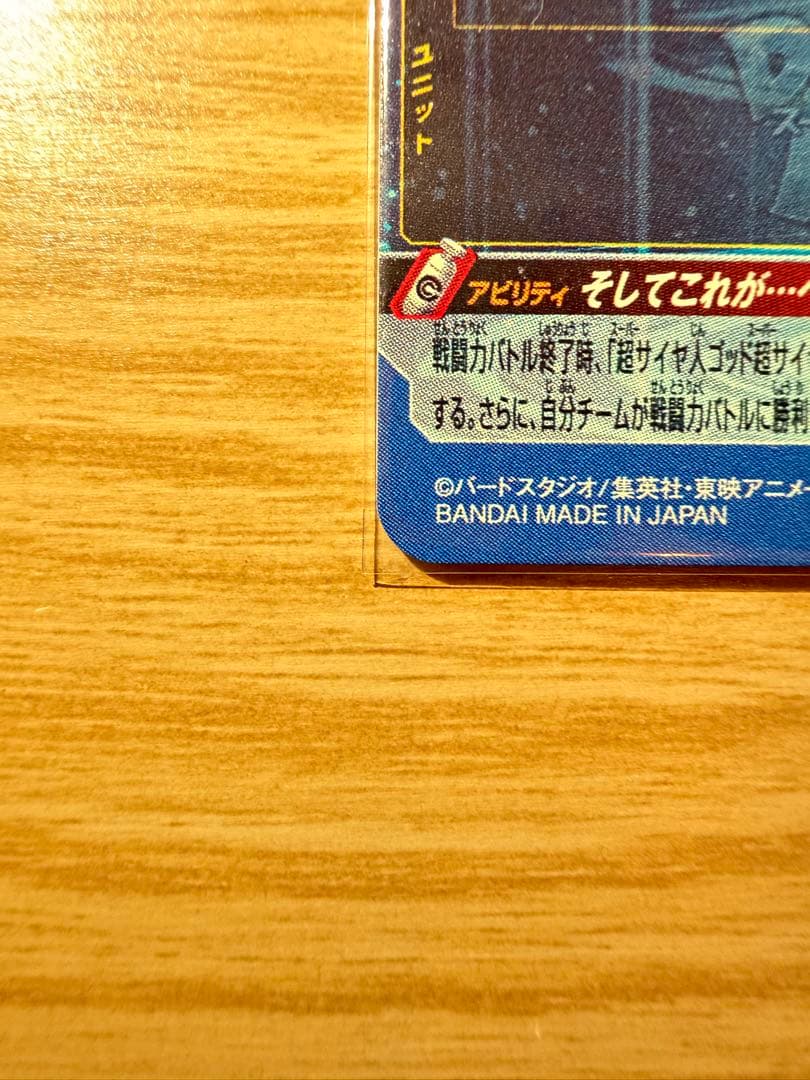 ユニット
アビリティ そしてこれが…
戦闘力バトル終了時、「超サイヤ人ゴッド超サイ
する。さらに、自分チームが戦闘力バトルに勝利
©バードスタジオ/集英社・東映アニメー
BANDAI MADE IN JAPAN